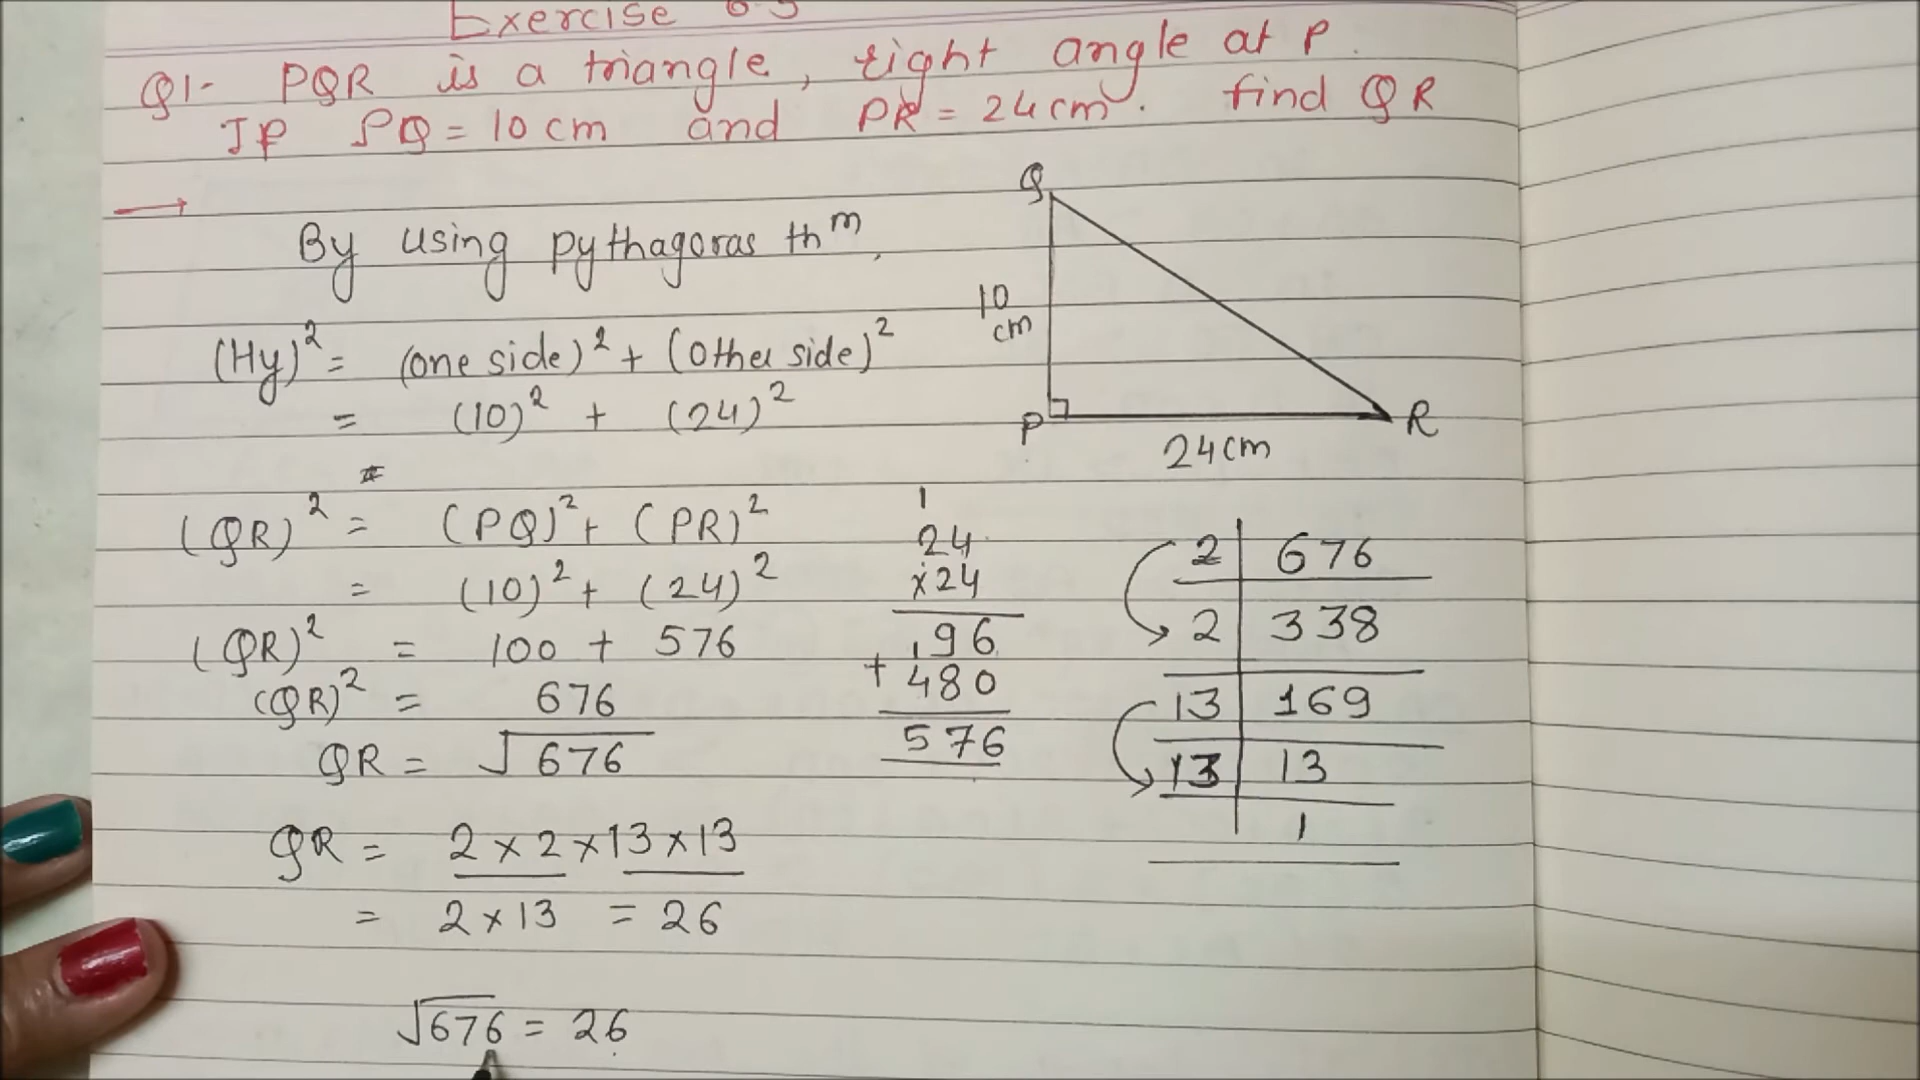 Exercise 6.5
Q1- PQR is a triangle, right angle at P.
If PQ = 10 cm and PR = 24 cm. find QR
By using pythagoras thm,
(Hy)² = (one side)² + (Other side)²
= (10)² + (24)²
=
(QR)² = (PQ)² + (PR)²
= (10)² + (24)²
(QR)² = 100 + 576
(QR)² = 676
QR = √676
QR = 2 × 2 × 13 × 13
= 2 × 13 = 26
√676 = 26
Q
10
cm
P
R
24cm
1
24
×24
196
+ 480
576
2 | 676
2 | 338
13 | 169
13 | 13
1